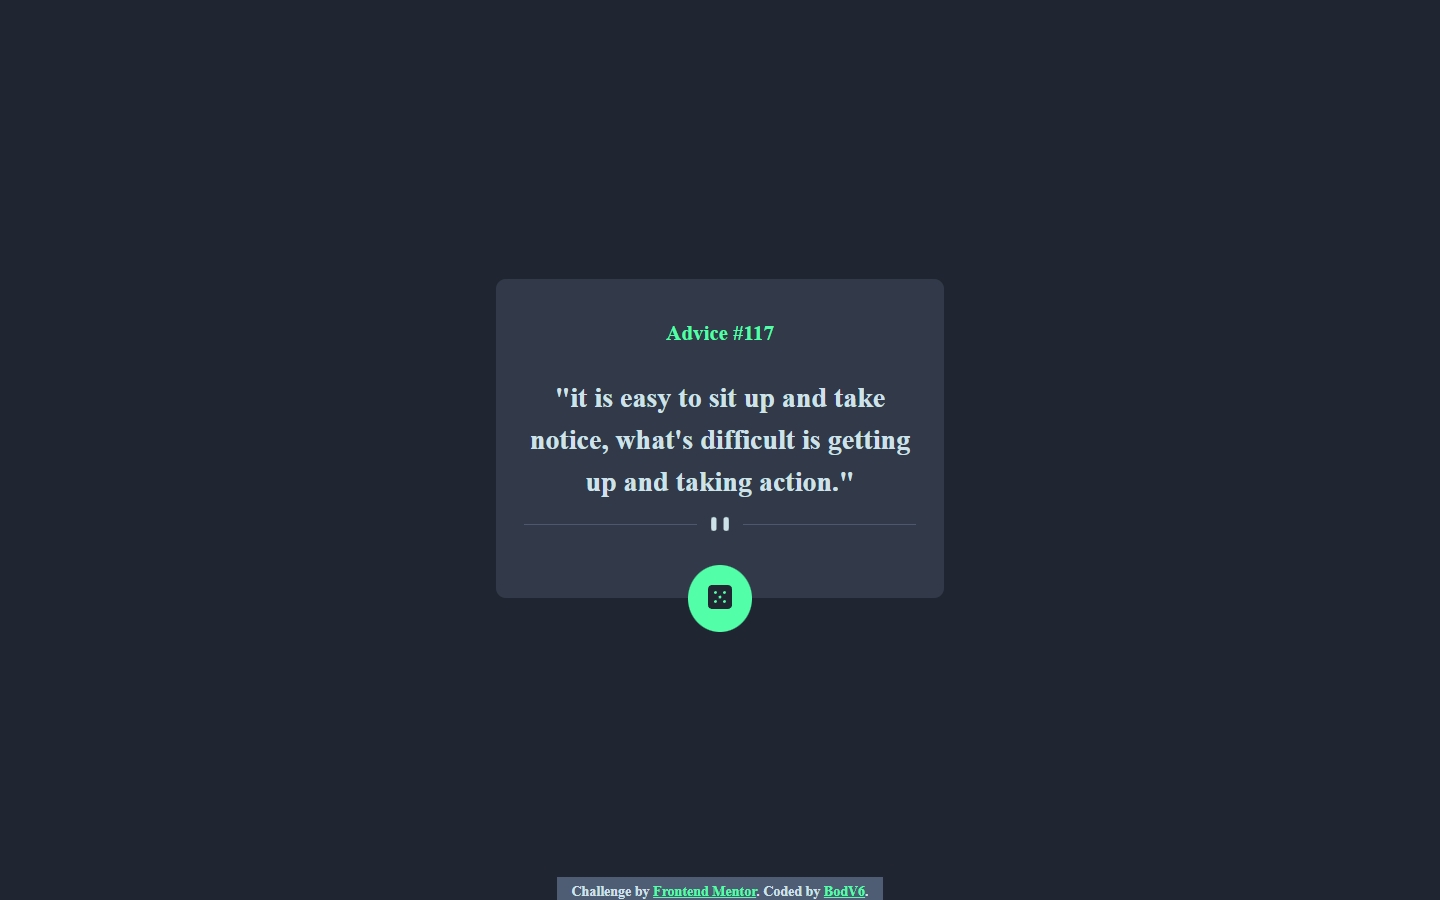 Advice #117
"it is easy to sit up and take
notice, what's difficult is getting
up and taking action."
Challenge by Frontend Mentor. Coded by BodV6.